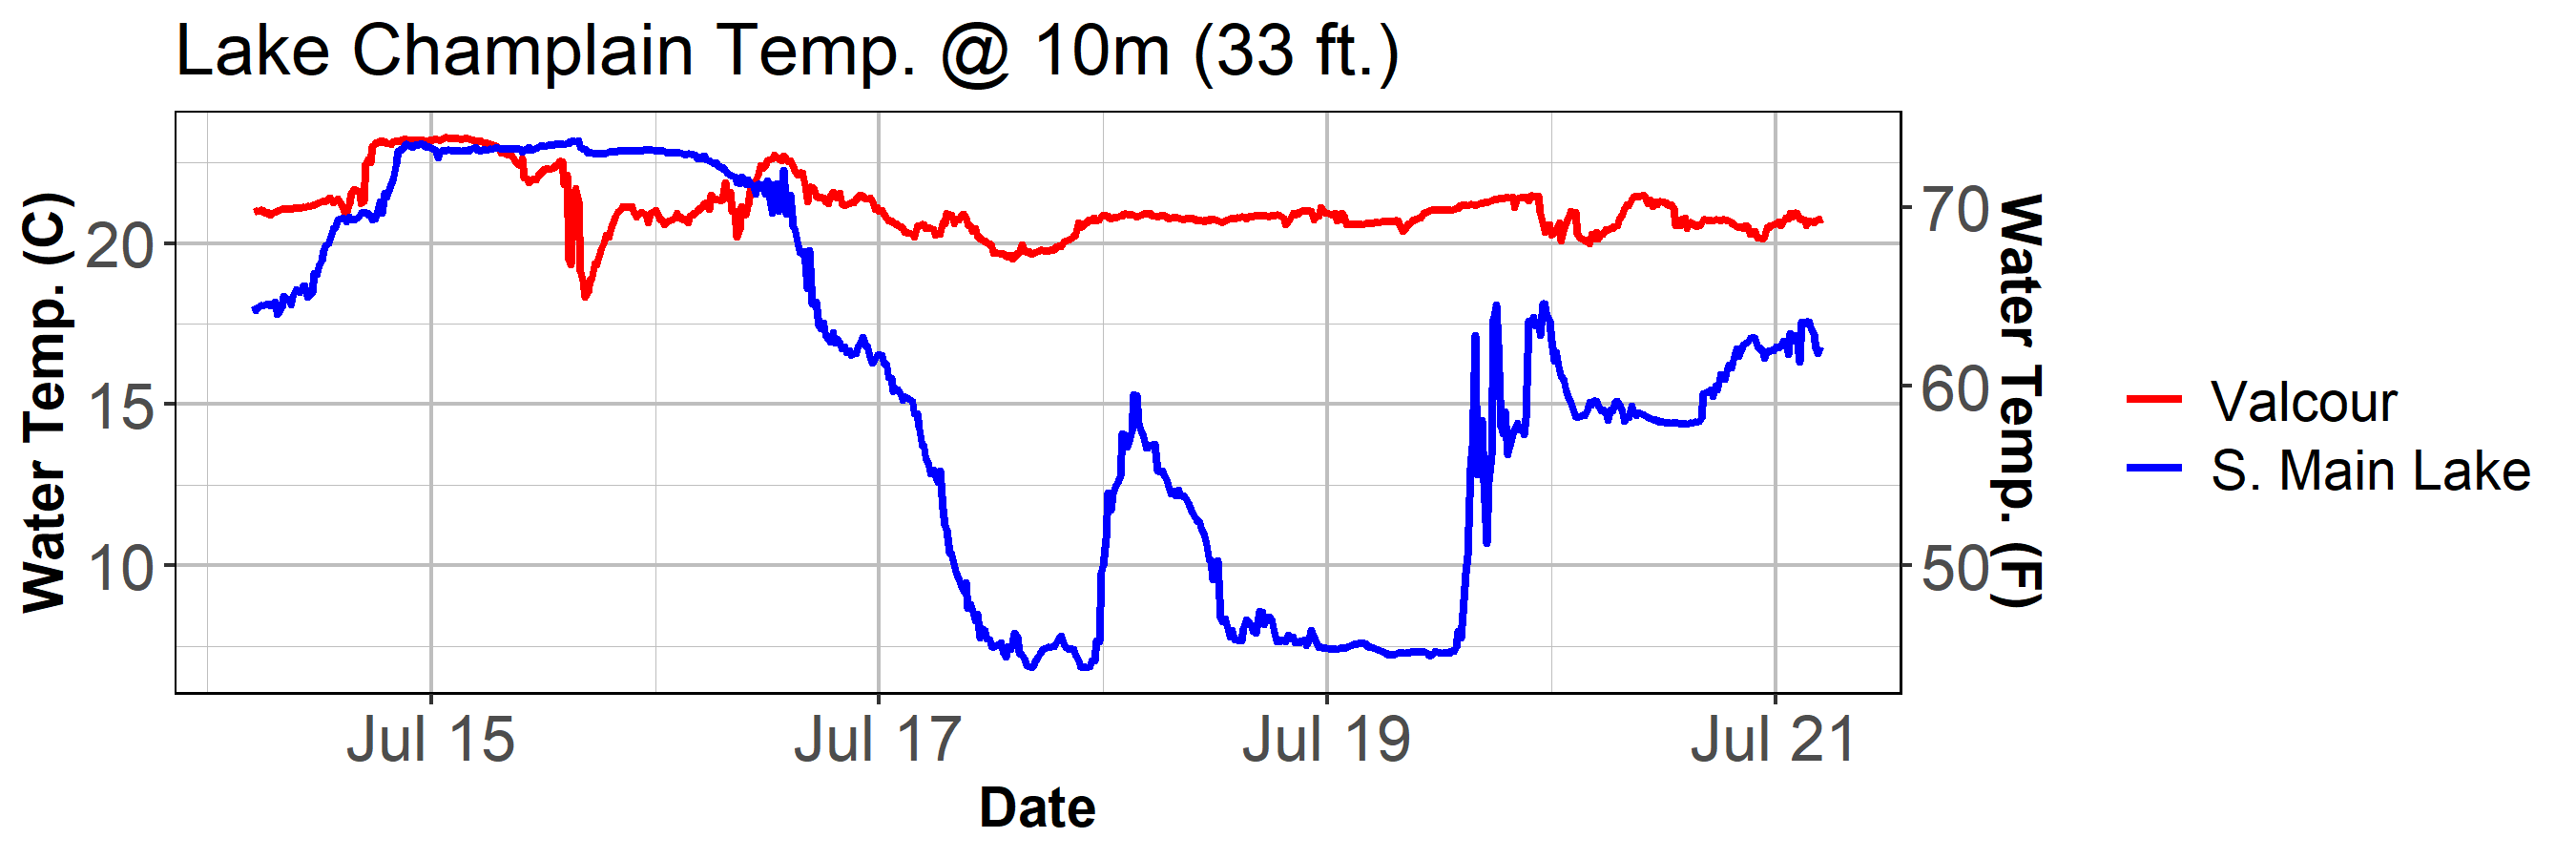 Lake Champlain Temp. @ 10m (33 ft.)
Water Temp. (C)
20
15
10
70
60
50
Water Temp. (F)
Valcour
S. Main Lake
Jul 15
Jul 17
Jul 19
Jul 21
Date